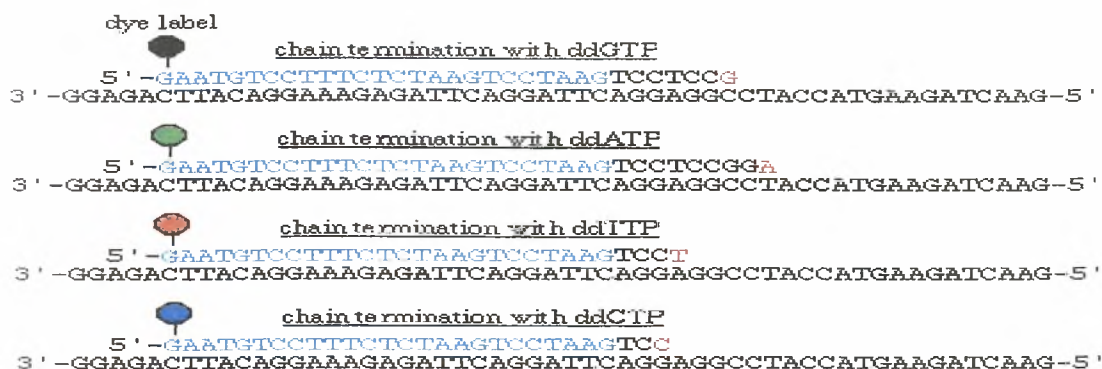 dye label
chain termination with ddGTP
5'-GAATGTCCTTTCTCTAAGTCCTAAGTCCTCCG
3'-GGAGACTTACAGGAAAGAGATTCAGGATTCAGGAGGCCTACCATGAAGATCAAG-5'
chain termination with ddATP
5'-GAATGTCCTTTCTCTAAGTCCTAAGTCCTCCGGA
3'-GGAGACTTACAGGAAAGAGATTCAGGATTCAGGAGGCCTACCATGAAGATCAAG-5'
chain termination with ddTTP
5'-GAATGTCCTTTCTCTAAGTCCTAAGTCCT
3'-GGAGACTTACAGGAAAGAGATTCAGGATTCAGGAGGCCTACCATGAAGATCAAG-5'
chain termination with ddCTP
5'-GAATGTCCTTTCTCTAAGTCCTAAGTCC
3'-GGAGACTTACAGGAAAGAGATTCAGGATTCAGGAGGCCTACCATGAAGATCAAG-5'